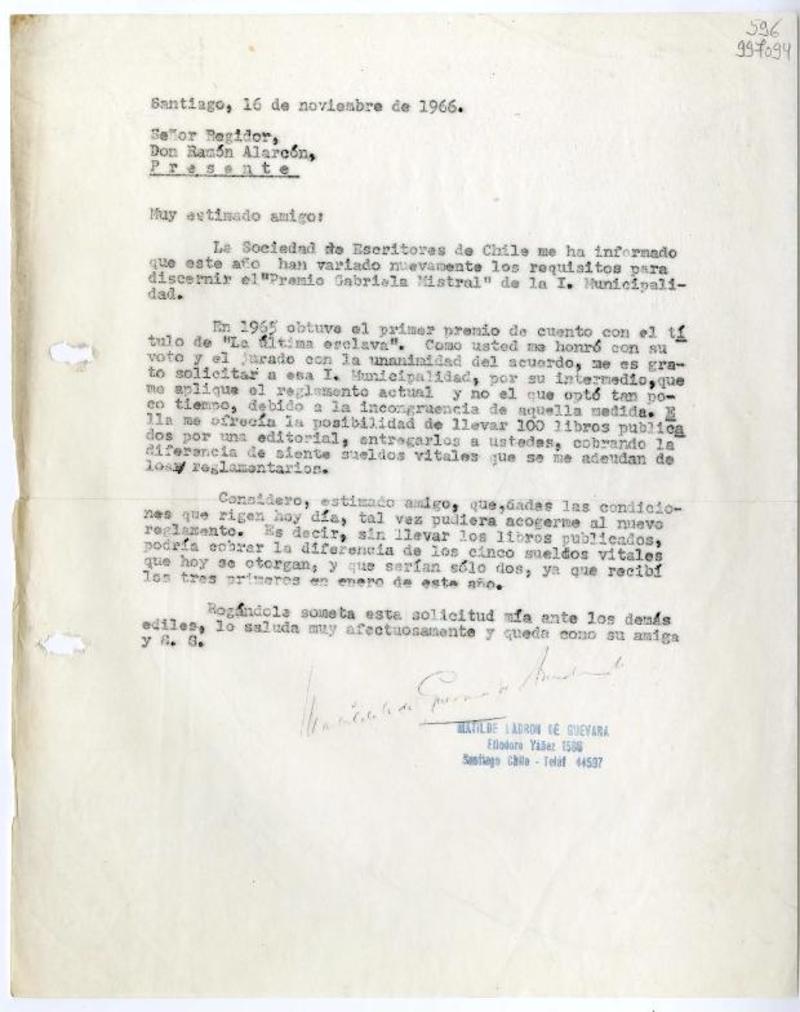 596
997094
Santiago, 16 de noviembre de 1966.
Señor Regidor,
Don Ramón Alarcón,
P r e s e n t e
Muy estimado amigo:
La Sociedad de Escritores de Chile me ha informado
que este año han variado nuevamente los requisitos para
discernir el "Premio Gabriela Mistral" de la I. Municipali-
dad.
En 1965 obtuve el primer premio de cuento con el tí
tulo de "La última esclava". Como usted me honró con su
voto y el jurado con la unanimidad del acuerdo, me es gra-
to solicitar a esa I. Municipalidad, por su intermedio, que
me aplique el reglamento actual y no el que optó tan po-
co tiempo, debido a la incongruencia de aquella medida. E
lla me ofrecía la posibilidad de llevar 100 libros publica
dos por una editorial, entregarlos a ustedes, cobrando la
diferencia de siente sueldos vitales que se me adeudan de
los reglamentarios.
Considero, estimado amigo, que, dadas las condicio-
nes que rigen hoy día, tal vez pudiera acogerme al nuevo
reglamento. Es decir, sin llevar los libros publicados,
podría cobrar la diferencia de los cinco sueldos vitales
que hoy se otorgan, y que serían sólo dos, ya que recibí
los tres primeros en enero de este año.
Rogándole someta esta solicitud mía ante los demás
ediles, lo saluda muy afectuosamente y queda como su amiga
y S. S.
Matilde L. de Guevara de
MATILDE LADRON DE GUEVARA
Eliodoro Yáñez 1588
Santiago Chile - Teléf 44597